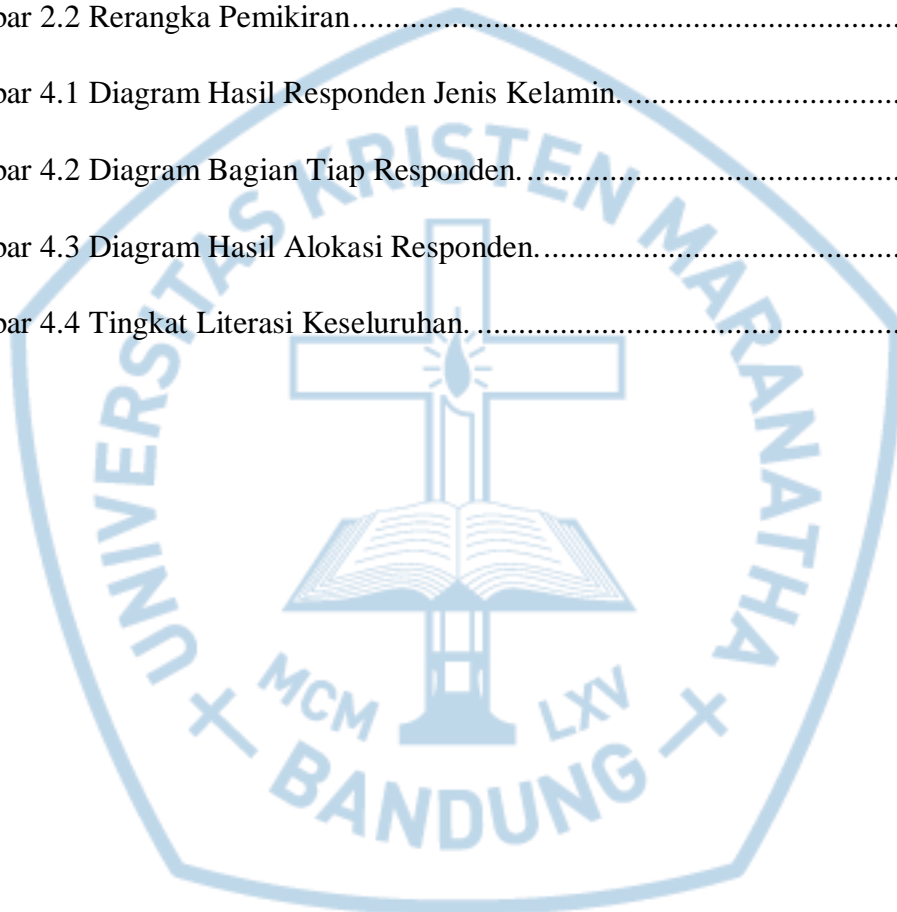 bar 2.2 Rerangka Pemikiran..............................................................................
bar 4.1 Diagram Hasil Responden Jenis Kelamin...................................
bar 4.2 Diagram Bagian Tiap Responden. ...............................................
bar 4.3 Diagram Hasil Alokasi Responden..............................................
bar 4.4 Tingkat Literasi Keseluruhan. ......................................................
UNIVERSITAS KRISTEN MARANATHA
MCM LXV
BANDUNG